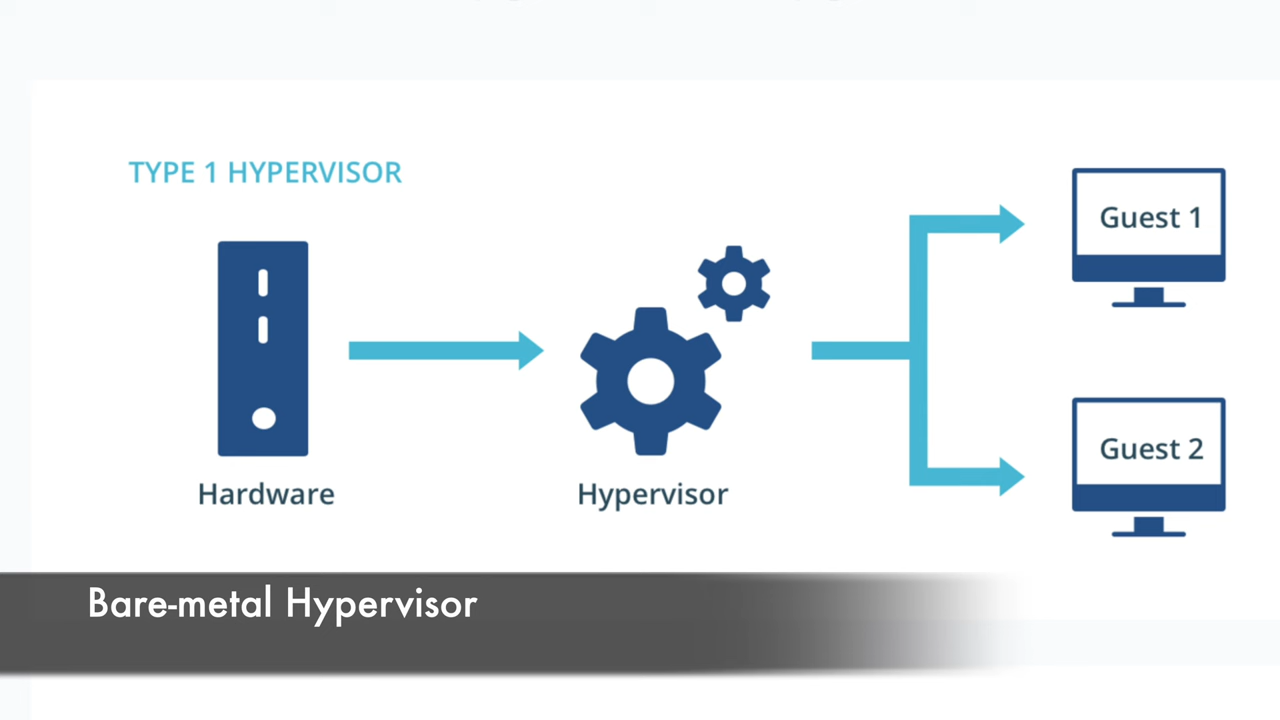 TYPE 1 HYPERVISOR
Guest 1
Guest 2
Hardware
Hypervisor
Bare-metal Hypervisor